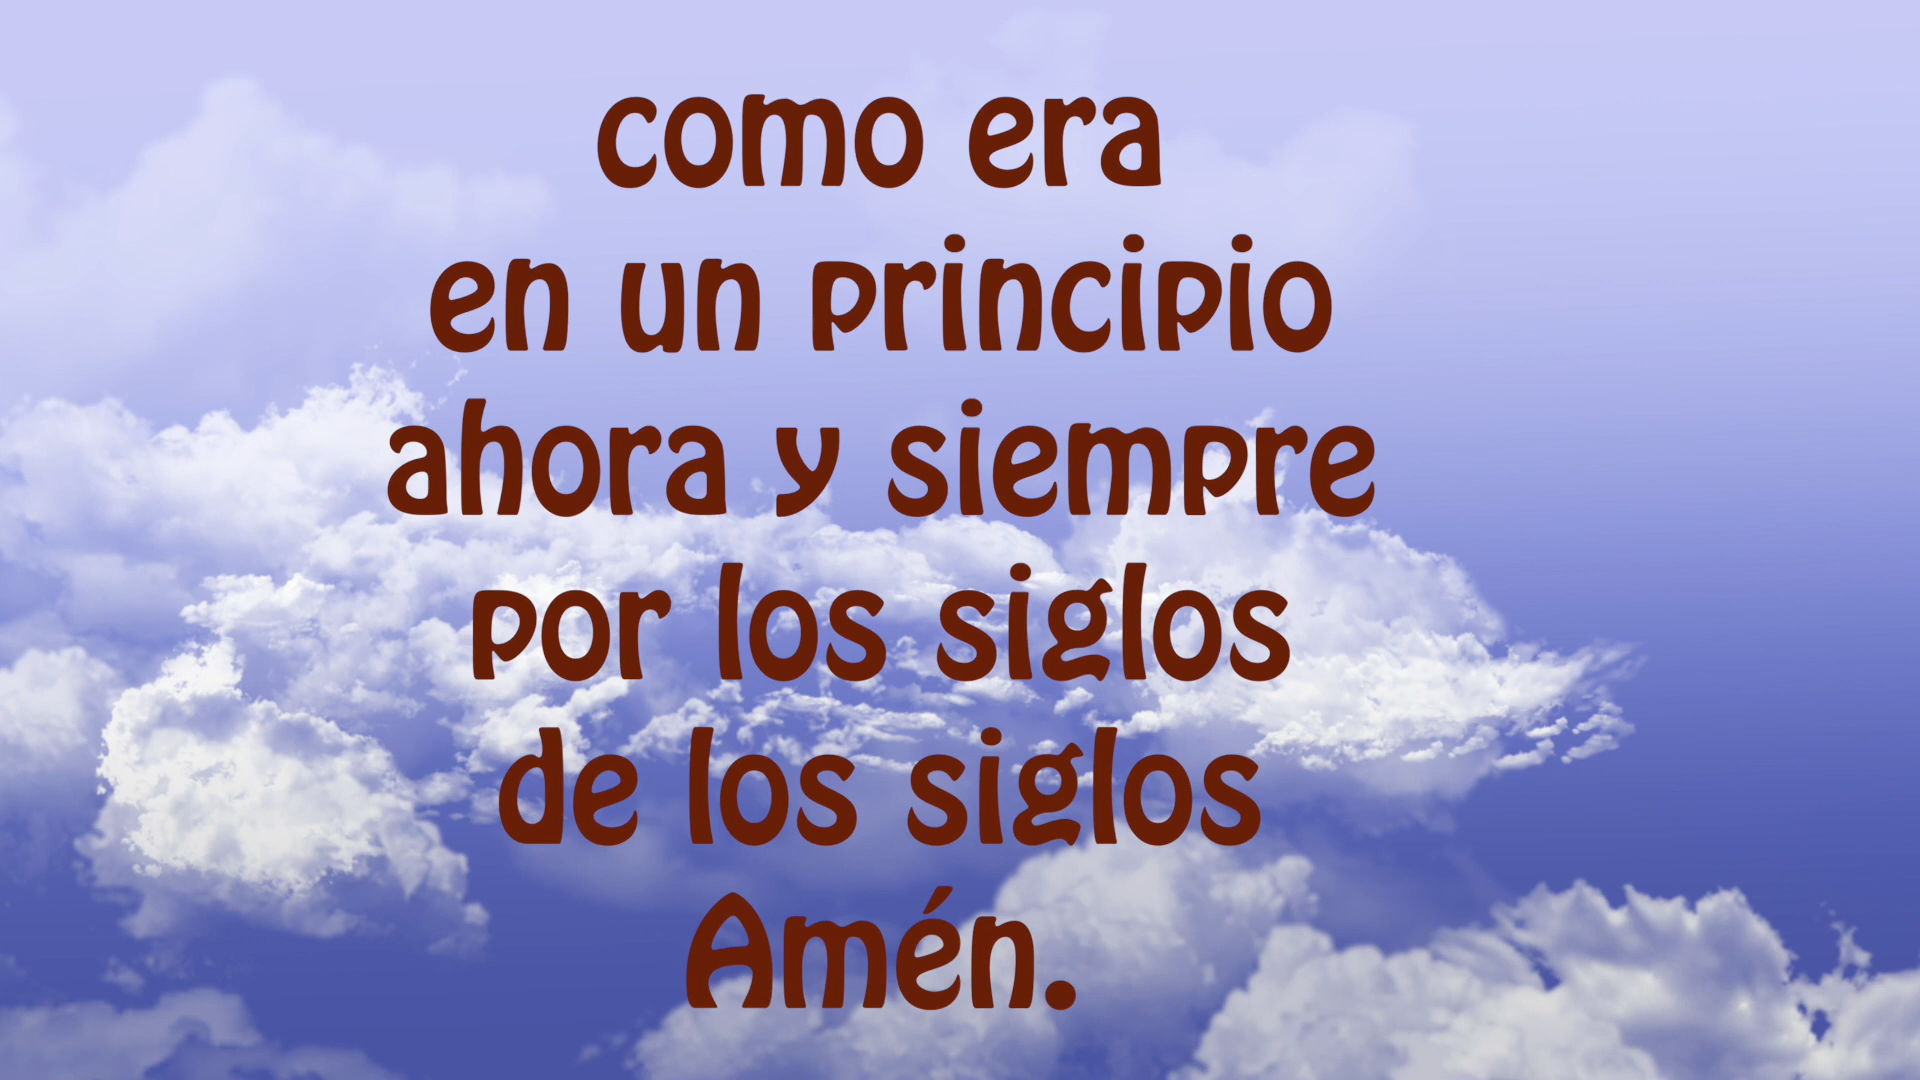 como era
en un principio
ahora y siempre
por los siglos
de los siglos
Amén.